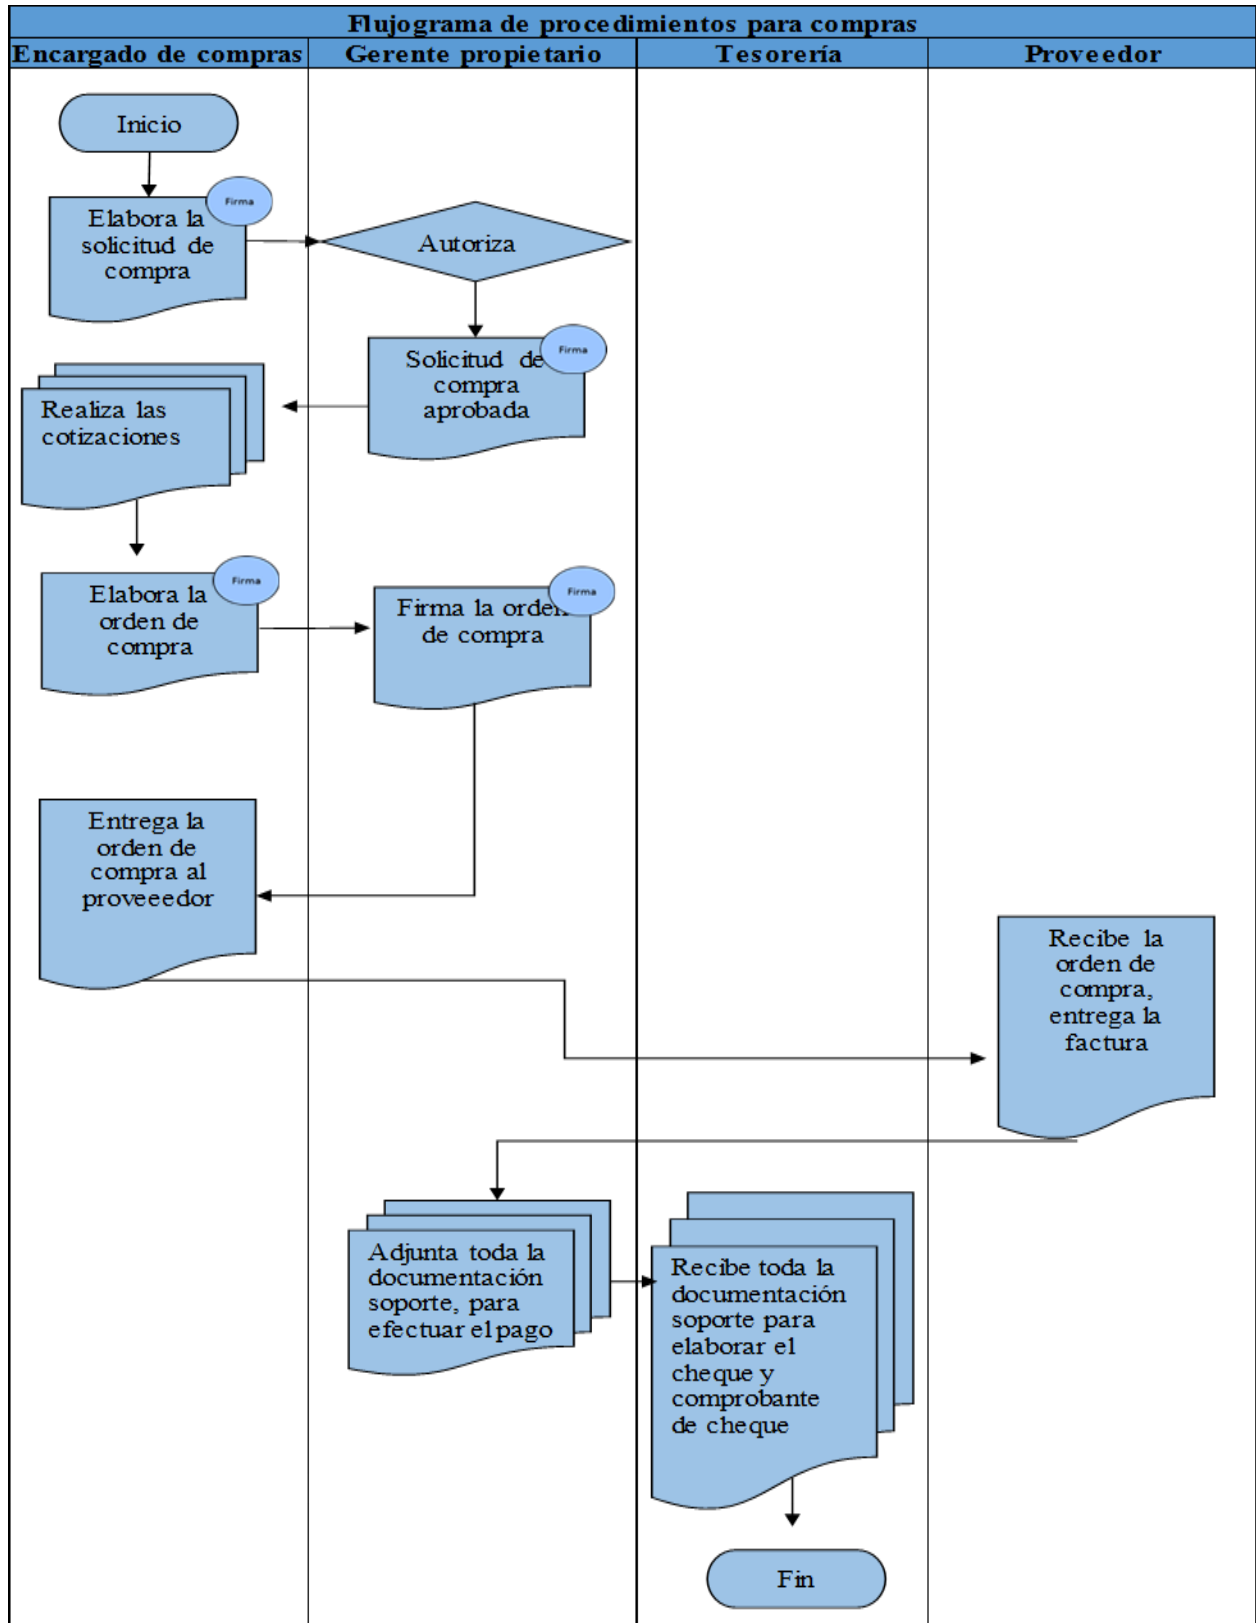 Flujograma de procedimientos para compras
Encargado de compras
Gerente propietario
Tesorería
Proveedor
Inicio
Firma
Elabora la
solicitud de
compra
Autoriza
Firma
Solicitud de
compra
aprobada
Realiza las
cotizaciones
Firma
Elabora la
orden de
compra
Firma
Firma la orden
de compra
Entrega la
orden de
compra al
proveeedor
Recibe la
orden de
compra,
entrega la
factura
Adjunta toda la
documentación
soporte, para
efectuar el pago
Recibe toda la
documentación
soporte para
elaborar el
cheque y
comprobante
de cheque
Fin